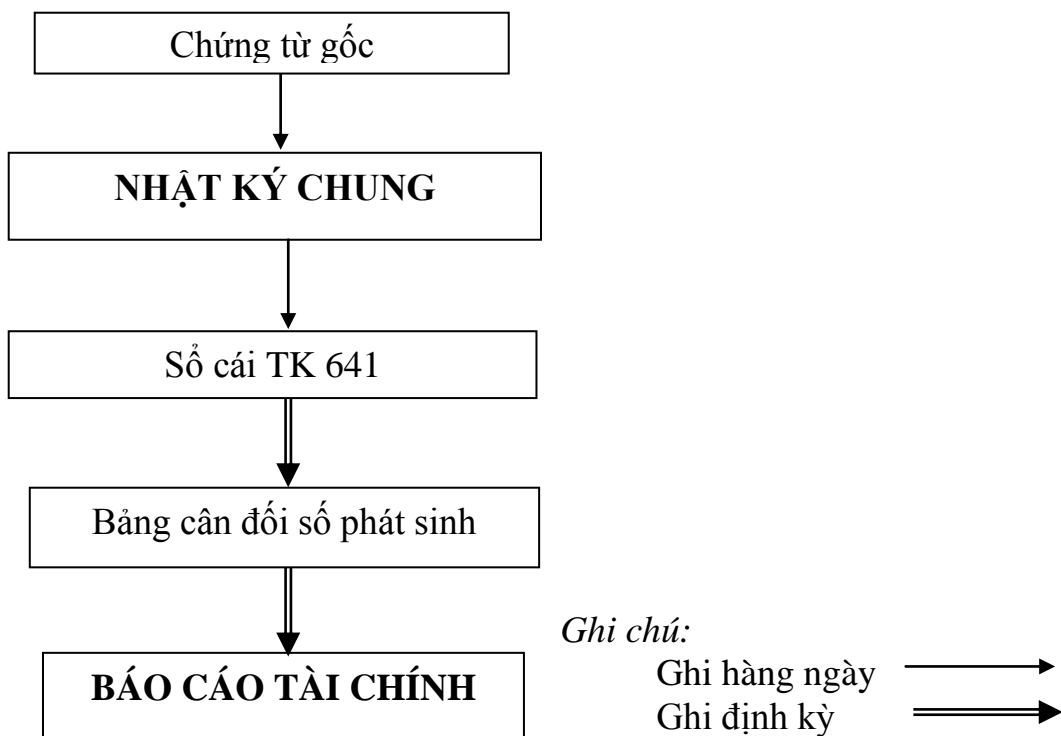 Chứng từ gốc
NHẬT KÝ CHUNG
Sổ cái TK 641
Bảng cân đối số phát sinh
BÁO CÁO TÀI CHÍNH
Ghi chú:
Ghi hàng ngày
Ghi định kỳ